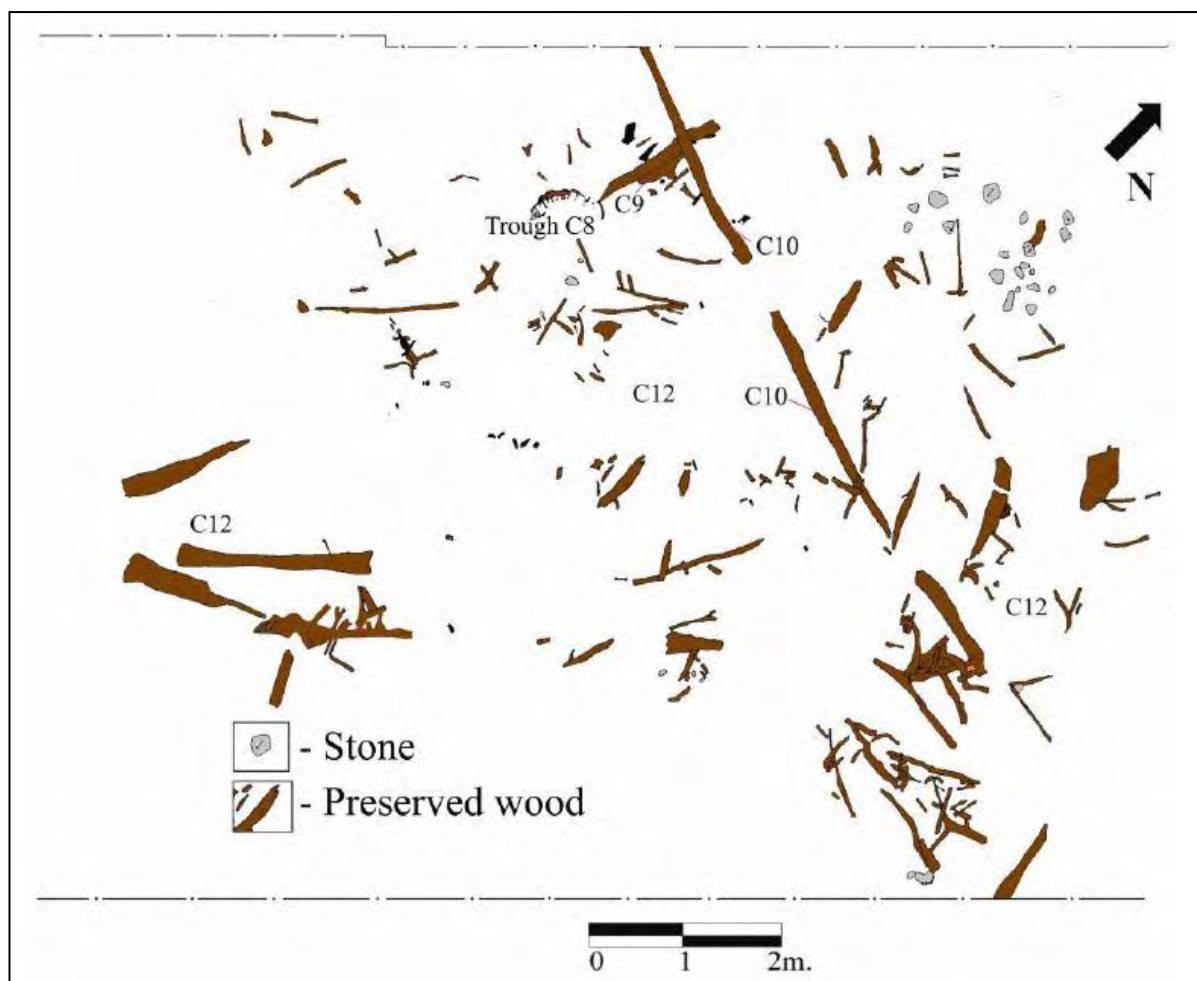 N
C9
Trough C8
C10
C12
C10
C12
C12
- Stone
- Preserved wood
0 1 2m.